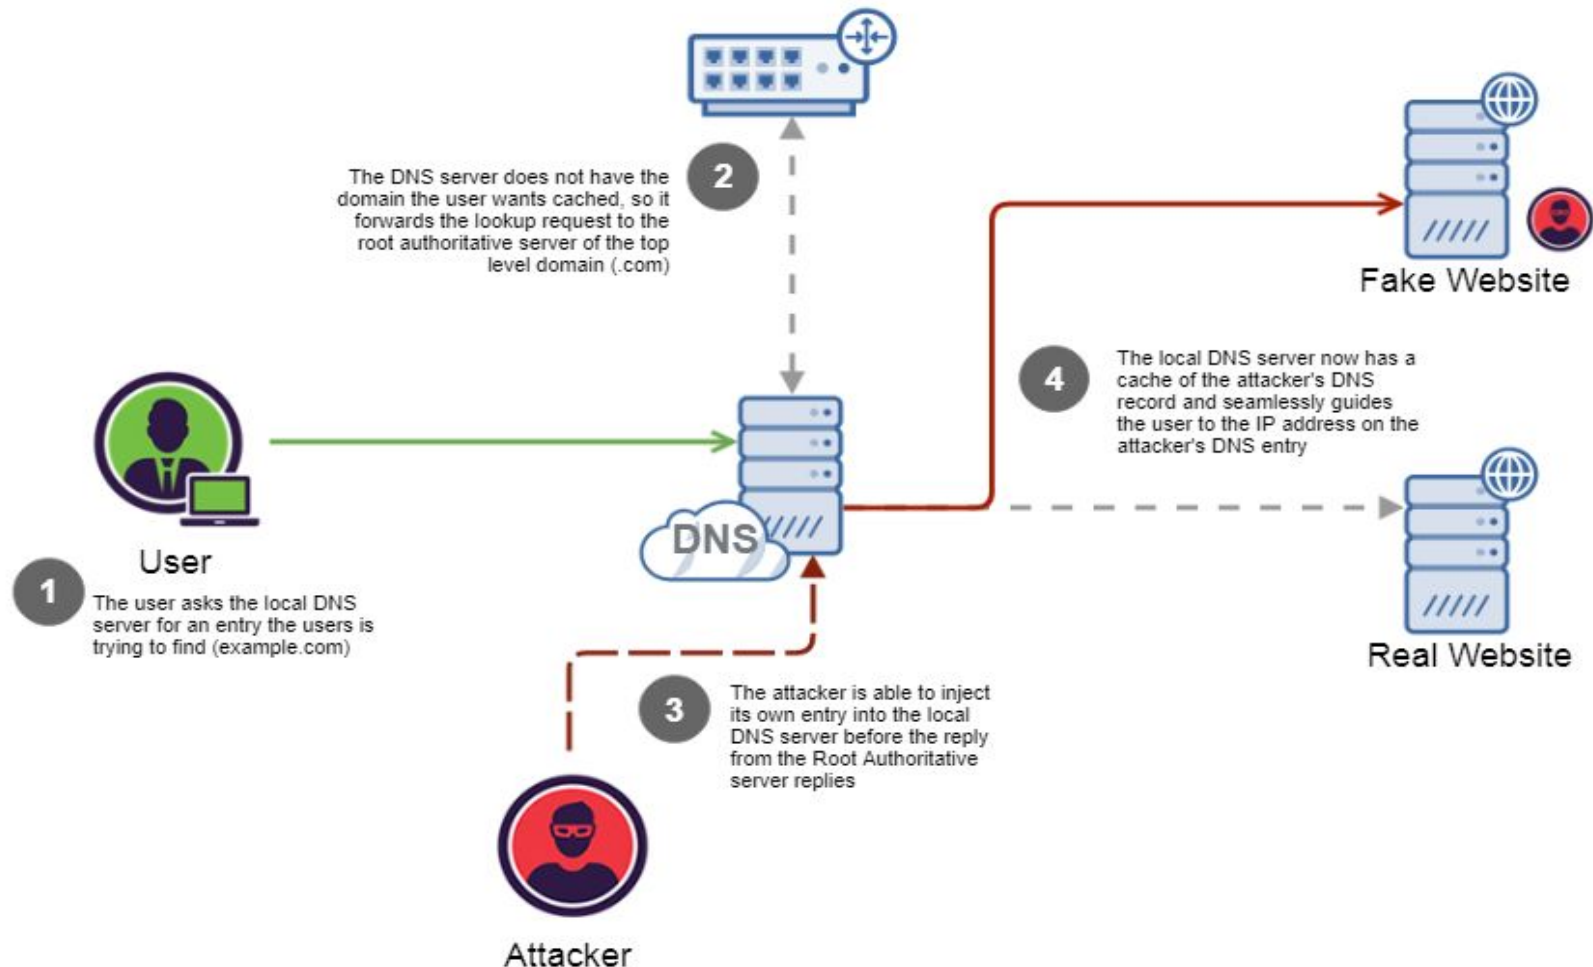 2
The DNS server does not have the
domain the user wants cached, so it
forwards the lookup request to the
root authoritative server of the top
level domain (.com)
Fake Website
4
The local DNS server now has a
cache of the attacker's DNS
record and seamlessly guides
the user to the IP address on the
attacker's DNS entry
DNS
User
1
The user asks the local DNS
server for an entry the users is
trying to find (example.com)
Real Website
3
The attacker is able to inject
its own entry into the local
DNS server before the reply
from the Root Authoritative
server replies
Attacker